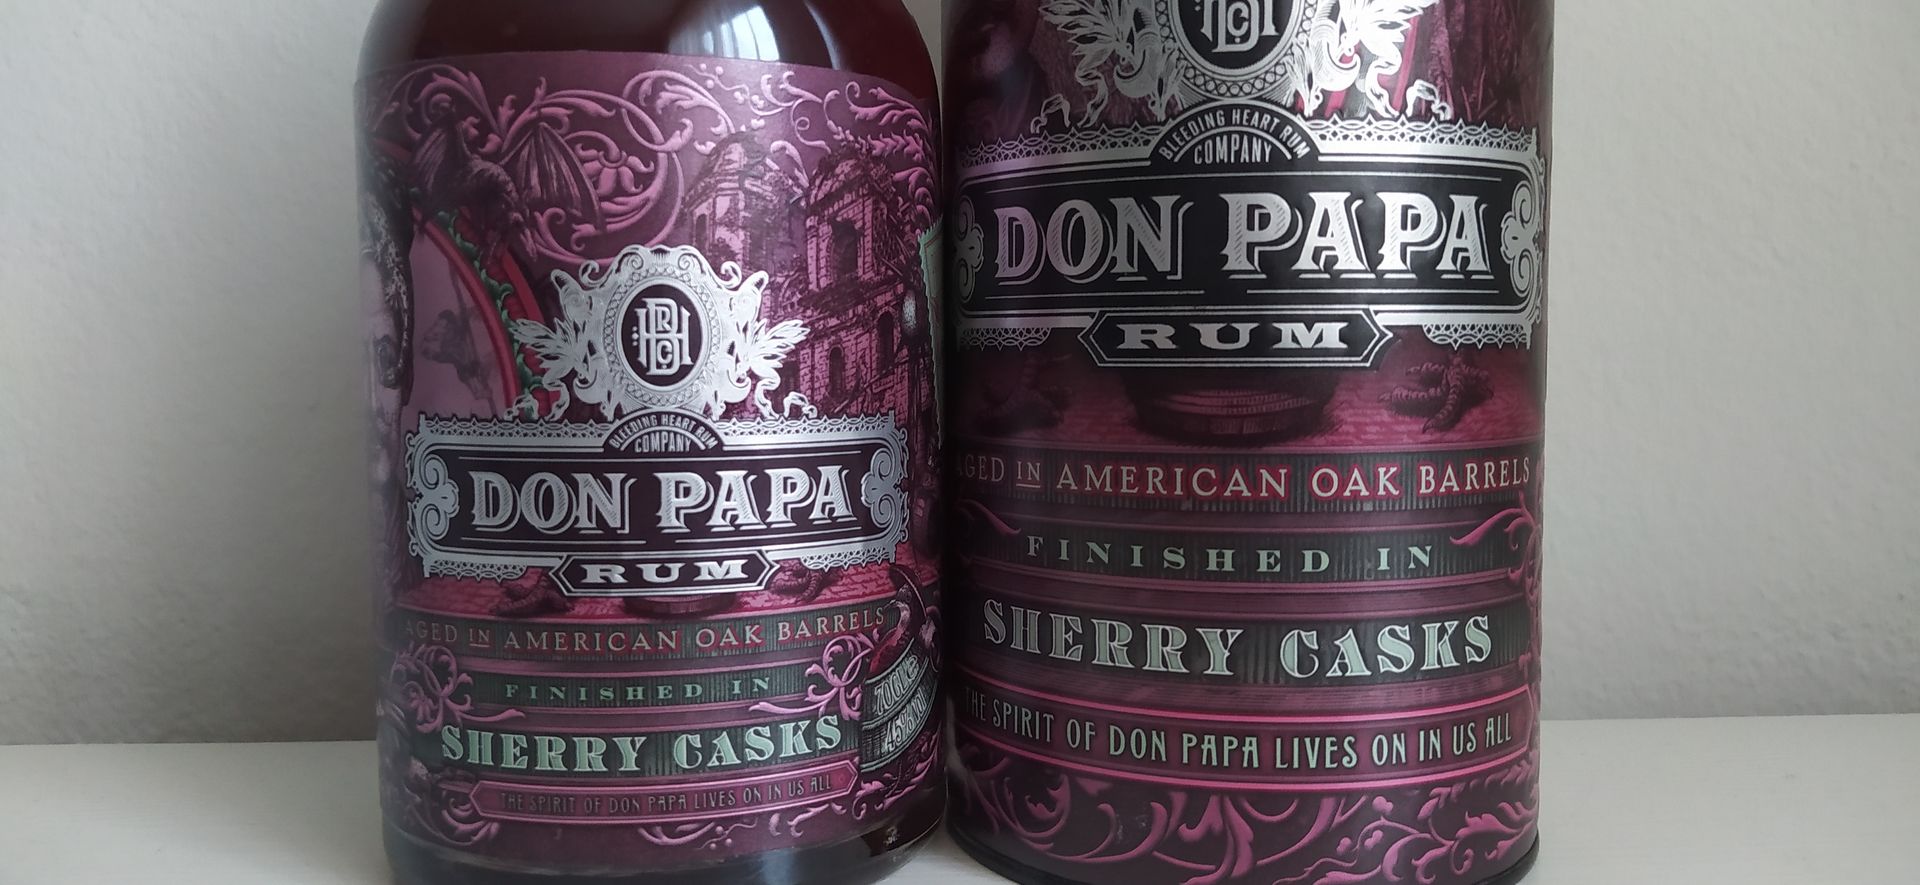 BLEEDING HEART RUM
COMPANY
DON PAPA
RUM
AGED IN AMERICAN OAK BARRELS
FINISHED IN
SHERRY CASKS
THE SPIRIT OF DON PAPA LIVES ON IN US ALL
70CL
45%
BLEEDING HEART RUM
COMPANY
DON PAPA
RUM
AGED IN AMERICAN OAK BARRELS
FINISHED IN
SHERRY CASKS
THE SPIRIT OF DON PAPA LIVES ON IN US ALL